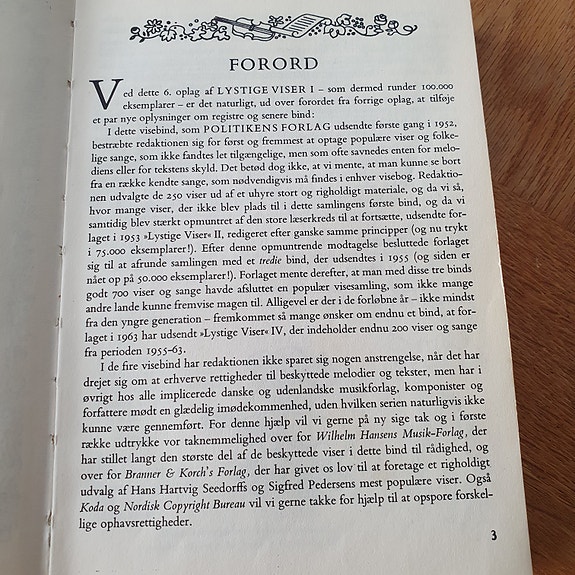 FORORD
Ved dette 6. oplag af LYSTIGE VISER I – som dermed runder 100.000
eksemplarer – er det naturligt, ud over forordet fra forrige oplag, at tilføje
et par nye oplysninger om registre og senere bind:
I dette visebind, som POLITIKENS FORLAG udsendte første gang i 1952,
bestræbte redaktionen sig for først og fremmest at optage populære viser og folke-
lige sange, som ikke fandtes let tilgængelige, men som ofte savnedes enten for melo-
diens eller for tekstens skyld. Det betød dog ikke, at vi mente, at man kunne se bort
fra en række kendte sange, som nødvendigvis må findes i enhver visebog. Redaktio-
nen udvalgte de 250 viser ud af et uhyre stort og righoldigt materiale, og da vi så,
hvor mange viser, der ikke blev plads til i denne samlingens første bind, og da vi
samtidig blev stærkt opmuntret af den store læserkreds til at fortsætte, udsendte for-
laget i 1953 »Lystige Viser« II, redigeret efter ganske samme principper (og nu trykt
i 75.000 eksemplarer!). Efter denne opmuntrende modtagelse besluttede forlaget
sig til at afrunde samlingen med et tredie bind, der udsendtes i 1955 (og siden er
nået op på 50.000 eksemplarer!). Forlaget mente derefter, at man med disse tre binds
godt 700 viser og sange havde afsluttet en populær visesamling, som ikke mange
andre lande kunne fremvise magen til. Alligevel er der i de forløbne år – ikke mindst
fra den yngre generation – fremkommet så mange ønsker om endnu et bind, at for-
laget i 1963 har udsendt »Lystige Viser« IV, der indeholder endnu 200 viser og sange
fra perioden 1955-63.
I de fire visebind har redaktionen ikke sparet sig nogen anstrengelse, når det har
drejet sig om at erhverve rettigheder til beskyttede melodier og tekster, men har i
øvrigt hos alle implicerede danske og udenlandske musikforlag, komponister og
forfattere mødt en glædelig imødekommenhed, uden hvilken serien naturligvis ikke
kunne være gennemført. For denne hjælp vil vi gerne på ny sige tak og i første
række udtrykke vor taknemmelighed over for Wilhelm Hansens Musik-Forlag, der
har stillet langt den største del af de beskyttede viser i dette bind til rådighed, og
over for Branner & Korch's Forlag, der har givet os lov til at foretage et righoldigt
udvalg af Hans Hartvig Seedorffs og Sigfred Pedersens mest populære viser. Også
Koda og Nordisk Copyright Bureau vil vi gerne takke for hjælp til at opspore forskel-
lige ophavsrettigheder.
3